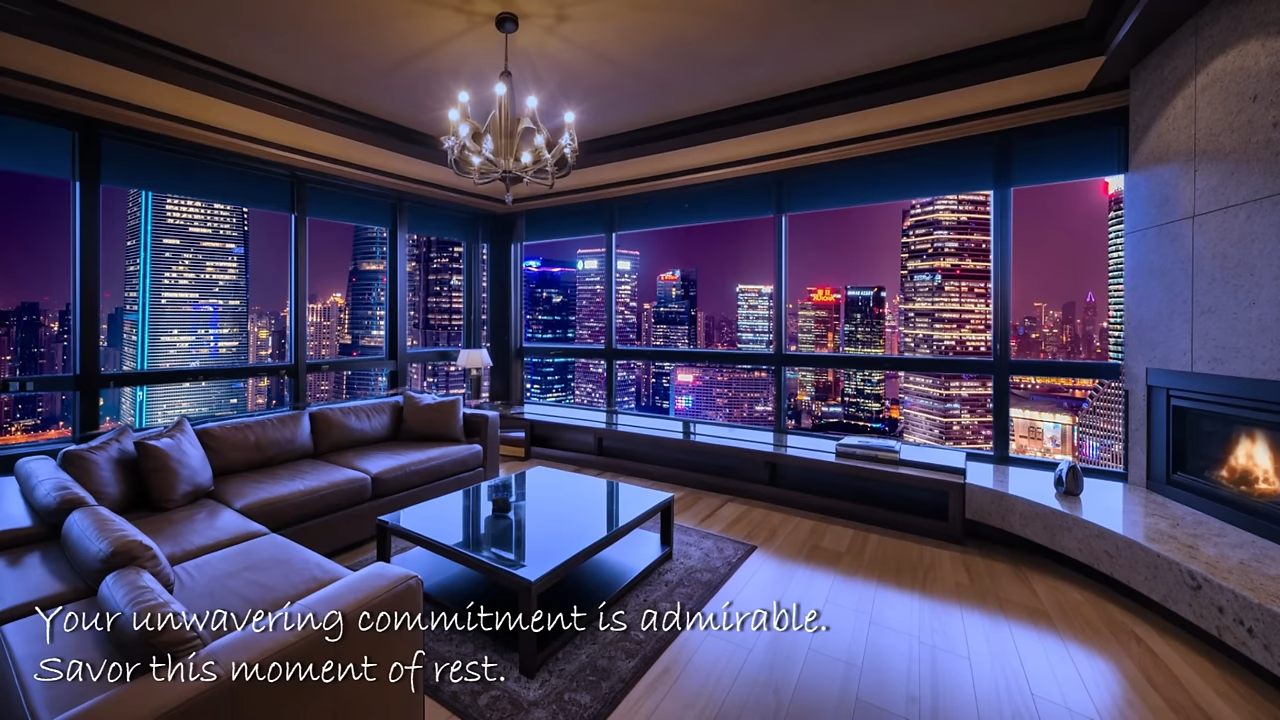 Your unwavering commitment is admirable.
Savor this moment of rest.